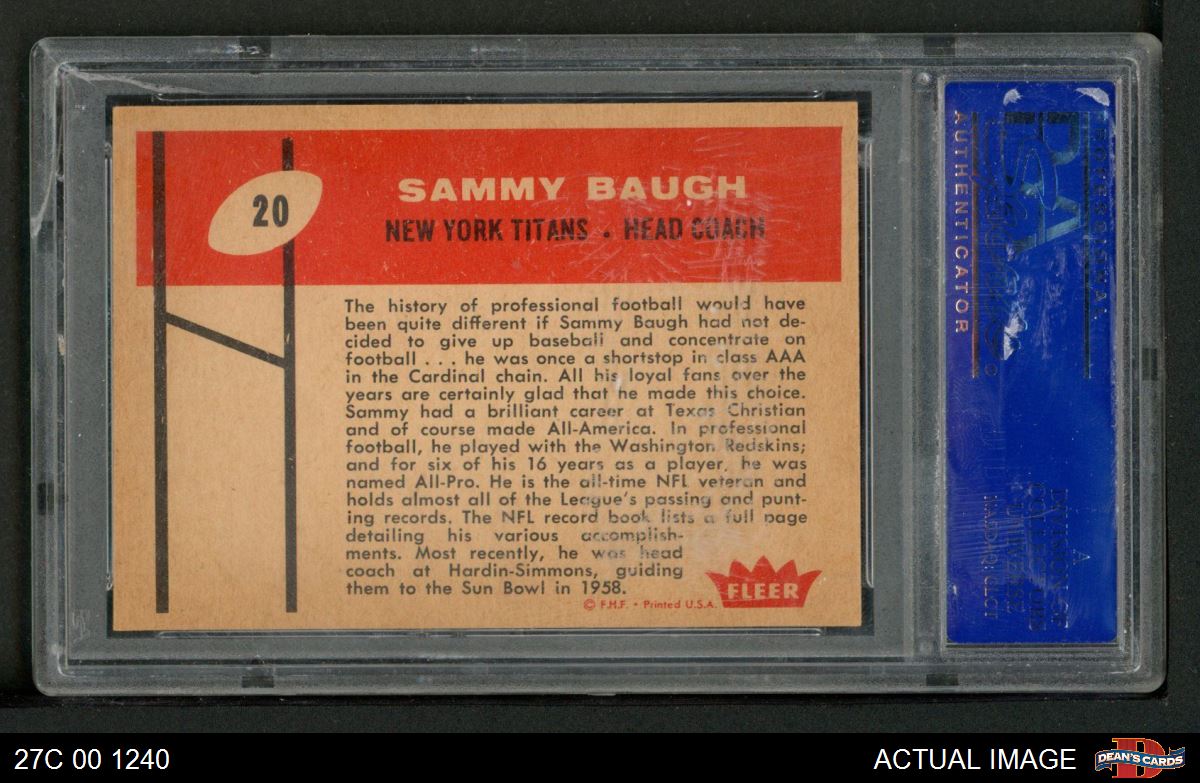 20
SAMMY BAUGH
NEW YORK TITANS • HEAD COACH
The history of professional football would have
been quite different if Sammy Baugh had not de-
cided to give up baseball and concentrate on
football . . . he was once a shortstop in class AAA
in the Cardinal chain. All his loyal fans over the
years are certainly glad that he made this choice.
Sammy had a brilliant career at Texas Christian
and of course made All-America. In professional
football, he played with the Washington Redskins;
and for six of his 16 years as a player, he was
named All-Pro. He is the all-time NFL veteran and
holds almost all of the League's passing and punt-
ing records. The NFL record book lists a full page
detailing his various accomplish-
ments. Most recently, he was head
coach at Hardin-Simmons, guiding
them to the Sun Bowl in 1958.
FLEER
© F.H.F. • Printed U.S.A.
PROFESSIONAL
PSA
AUTHENTICATOR
A
DIVISION OF
COLLECTORS
UNIVERSE
NASDAQ: CLCT
27C 00 1240
ACTUAL IMAGE
D
DEAN'S CARDS